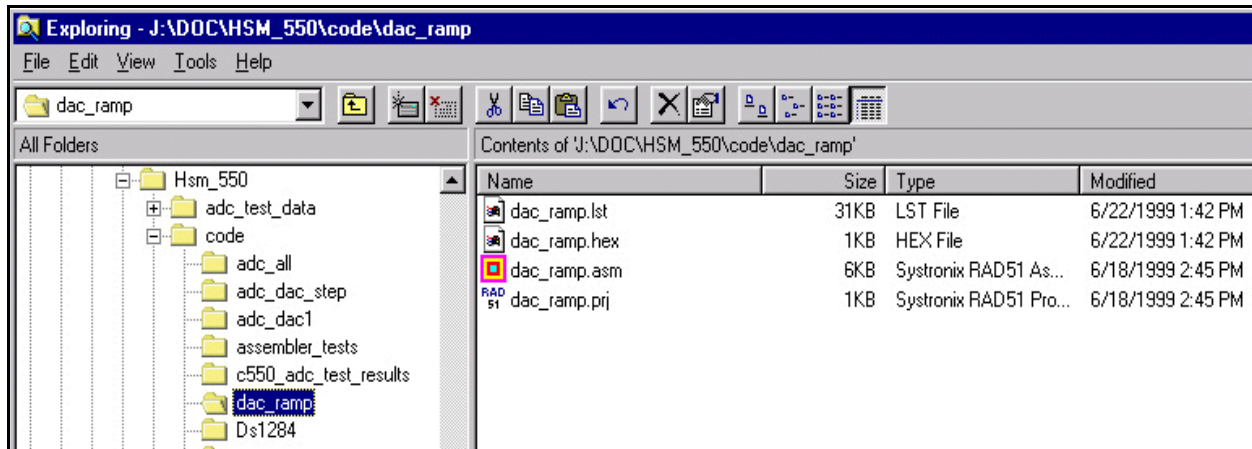 Exploring - J:\DOC\HSM_550\code\dac_ramp
File Edit View Tools Help
dac_ramp
All Folders
Contents of 'J:\DOC\HSM_550\code\dac_ramp'
Hsm_550
adc_test_data
code
adc_all
adc_dac_step
adc_dac1
assembler_tests
c550_adc_test_results
dac_ramp
Ds1284
Name Size Type Modified
dac_ramp.lst 31KB LST File 6/22/1999 1:42 PM
dac_ramp.hex 1KB HEX File 6/22/1999 1:42 PM
dac_ramp.asm 6KB Systronix RAD51 As... 6/18/1999 2:45 PM
RAD 51 dac_ramp.prj 1KB Systronix RAD51 Pro... 6/18/1999 2:45 PM